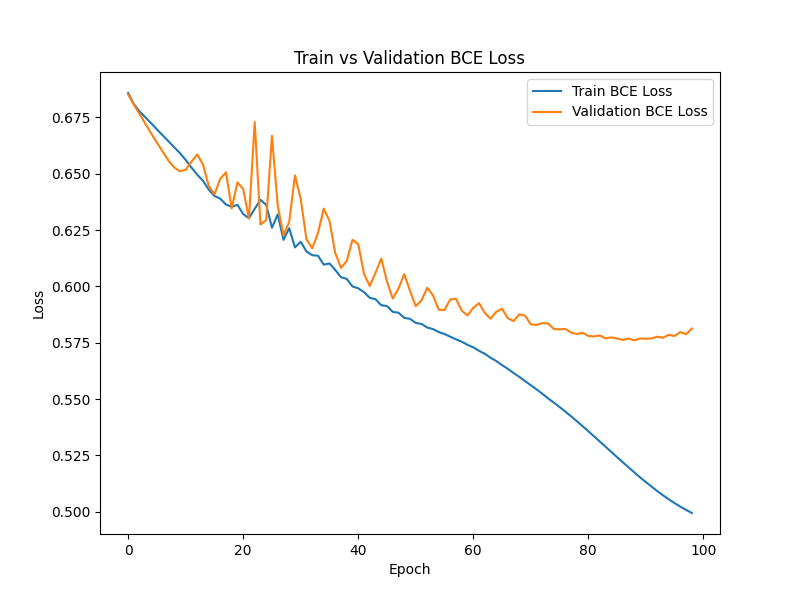 Train vs Validation BCE Loss
Train BCE Loss
Validation BCE Loss
Loss
0.675
0.650
0.625
0.600
0.575
0.550
0.525
0.500
0 20 40 60 80 100
Epoch